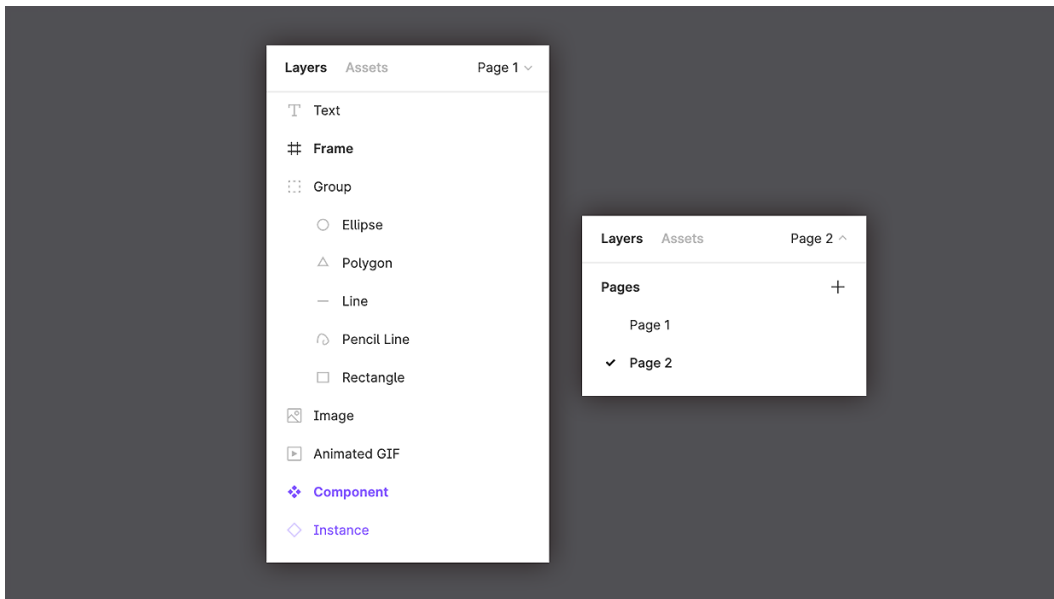 Layers Assets Page 1
Text
Frame
Group
Ellipse
Polygon
Line
Pencil Line
Rectangle
Image
Animated GIF
Component
Instance
Layers Assets Page 2
Pages
Page 1
Page 2